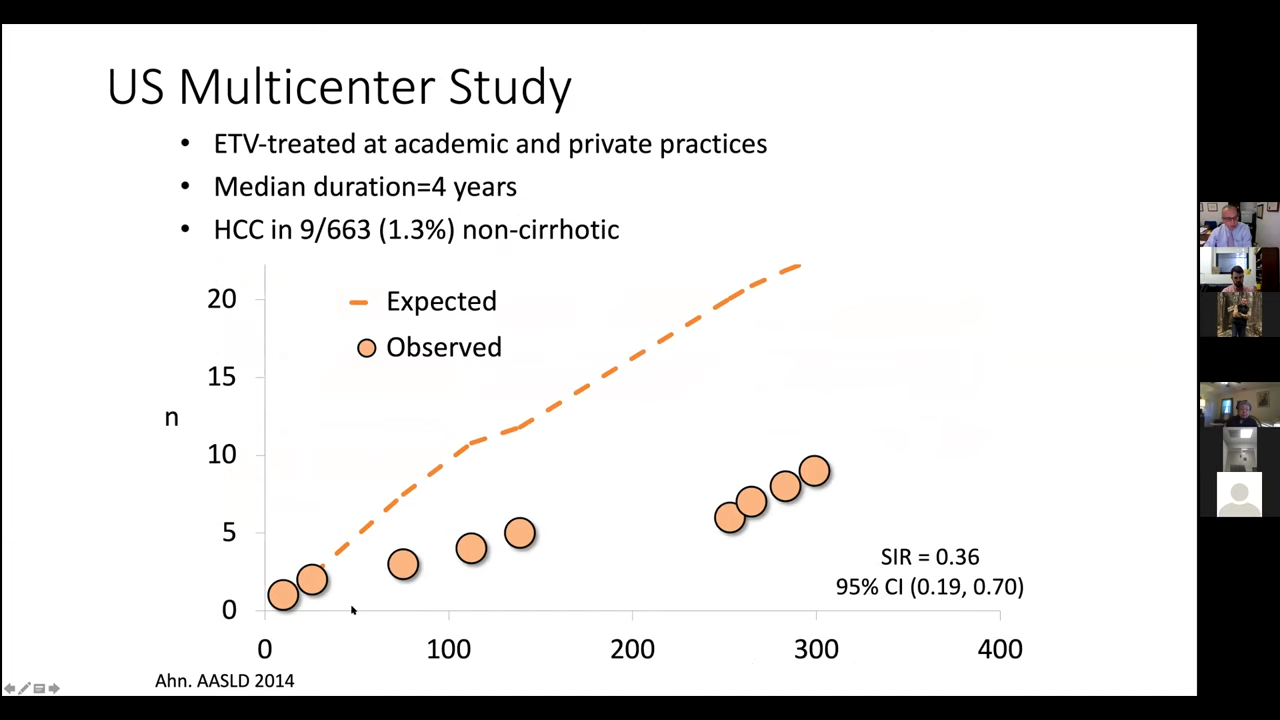 US Multicenter Study
• ETV-treated at academic and private practices
• Median duration=4 years
• HCC in 9/663 (1.3%) non-cirrhotic
20
15
n
10
5
0
Expected
Observed
SIR = 0.36
95% CI (0.19, 0.70)
0 100 200 300 400
Ahn. AASLD 2014